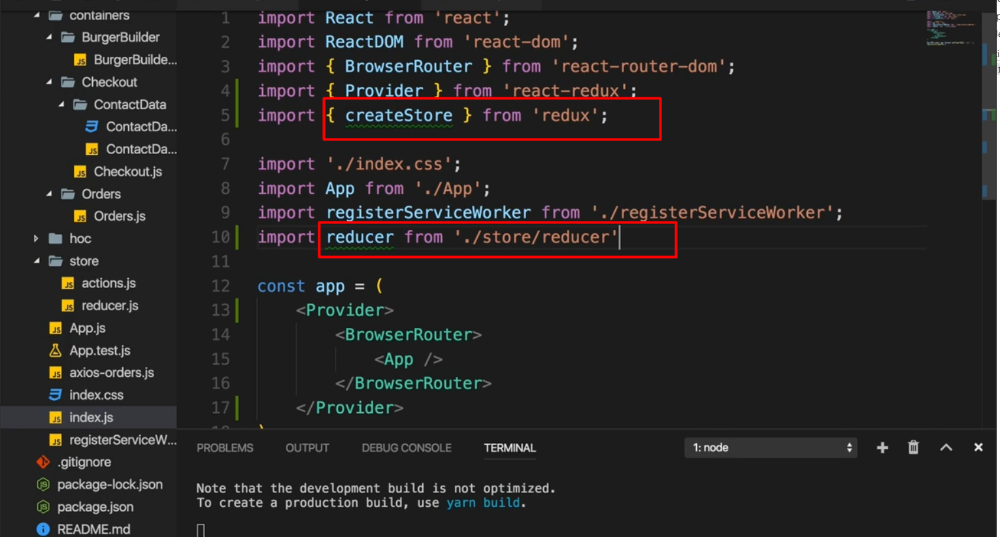 containers
BurgerBuilder
BurgerBuilde...
Checkout
ContactData
ContactDa...
ContactDa...
Checkout.js
Orders
Orders.js
hoc
store
actions.js
reducer.js
App.js
App.test.js
axios-orders.js
index.css
index.js
registerServiceW...
.gitignore
package-lock.json
package.json
README.md
1 import React from 'react';
2 import ReactDOM from 'react-dom';
3 import { BrowserRouter } from 'react-router-dom';
4 import { Provider } from 'react-redux';
5 import { createStore } from 'redux';
6
7 import './index.css';
8 import App from './App';
9 import registerServiceWorker from './registerServiceWorker';
10 import reducer from './store/reducer'
11
12 const app = (
13 <Provider>
14 <BrowserRouter>
15 <App />
16 </BrowserRouter>
17 </Provider>
PROBLEMS OUTPUT DEBUG CONSOLE TERMINAL 1: node
Note that the development build is not optimized.
To create a production build, use yarn build.